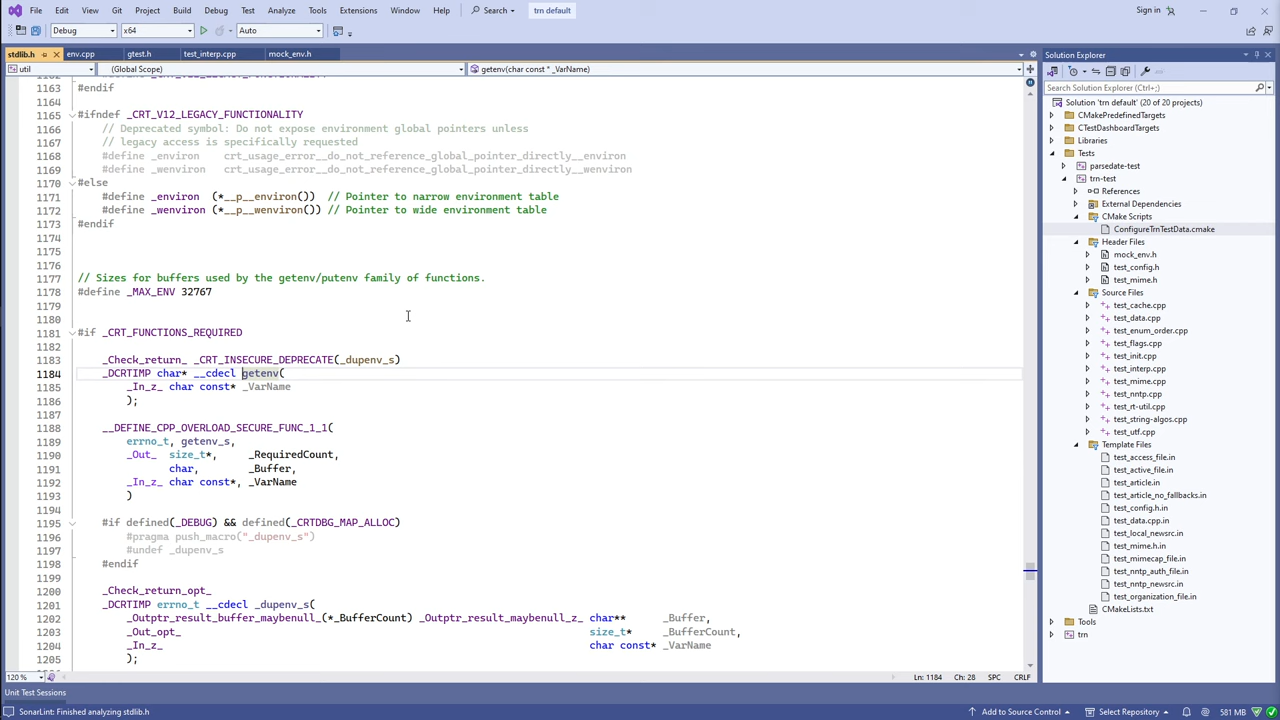 File Edit View Git Project Build Debug Test Analyze Tools Extensions Window Help Search trn default Sign in
Debug x64 Auto
stdlib.h env.cpp gtest.h test_interp.cpp mock_env.h
util (Global Scope) getenv(char const * _VarName)
1163 #endif
1164
1165 #ifndef _CRT_V12_LEGACY_FUNCTIONALITY
1166 // Deprecated symbol: Do not expose environment global pointers unless
1167 // legacy access is specifically requested
1168 #define _environ crt_usage_error__do_not_reference_global_pointer_directly__environ
1169 #define _wenviron crt_usage_error__do_not_reference_global_pointer_directly__wenviron
1170 #else
1171 #define _environ (*__p__environ()) // Pointer to narrow environment table
1172 #define _wenviron (*__p__wenviron()) // Pointer to wide environment table
1173 #endif
1174
1175
1176
1177 // Sizes for buffers used by the getenv/putenv family of functions.
1178 #define _MAX_ENV 32767
1179
1180
1181 #if _CRT_FUNCTIONS_REQUIRED
1182
1183 _Check_return_ _CRT_INSECURE_DEPRECATE(_dupenv_s)
1184 _DCRTIMP char* __cdecl getenv(
1185 _In_z_ char const* _VarName
1186 );
1187
1188 __DEFINE_CPP_OVERLOAD_SECURE_FUNC_1_1(
1189 errno_t, getenv_s,
1190 _Out_ size_t*, _RequiredCount,
1191 char, _Buffer,
1192 _In_z_ char const*, _VarName
1193 )
1194
1195 #if defined(_DEBUG) && defined(_CRTDBG_MAP_ALLOC)
1196 #pragma push_macro("_dupenv_s")
1197 #undef _dupenv_s
1198 #endif
1199
1200 _Check_return_opt_
1201 _DCRTIMP errno_t __cdecl _dupenv_s(
1202 _Outptr_result_buffer_maybenull_(*_BufferCount) _Outptr_result_maybenull_z_ char** _Buffer,
1203 _Out_opt_ size_t* _BufferCount,
1204 _In_z_ char const* _VarName
1205 );
120 % Ln: 1184 Ch: 28 SPC CRLF
Unit Test Sessions
SonarLint: Finished analyzing stdlib.h Add to Source Control Select Repository 581 MB
Solution Explorer
Search Solution Explorer (Ctrl+;)
Solution 'trn default' (20 of 20 projects)
CMakePredefinedTargets
CTestDashboardTargets
Libraries
Tests
parsedate-test
trn-test
References
External Dependencies
CMake Scripts
ConfigureTrnTestData.cmake
Header Files
mock_env.h
test_config.h
test_mime.h
Source Files
test_cache.cpp
test_data.cpp
test_enum_order.cpp
test_flags.cpp
test_init.cpp
test_interp.cpp
test_mime.cpp
test_nntp.cpp
test_rt-util.cpp
test_string-algos.cpp
test_utf.cpp
Template Files
test_access_file.in
test_active_file.in
test_article.in
test_article_no_fallbacks.in
test_config.h.in
test_data.cpp.in
test_local_newsrc.in
test_mime.h.in
test_mimecap_file.in
test_nntp_auth_file.in
test_nntp_newsrc.in
test_organization_file.in
CMakeLists.txt
Tools
trn